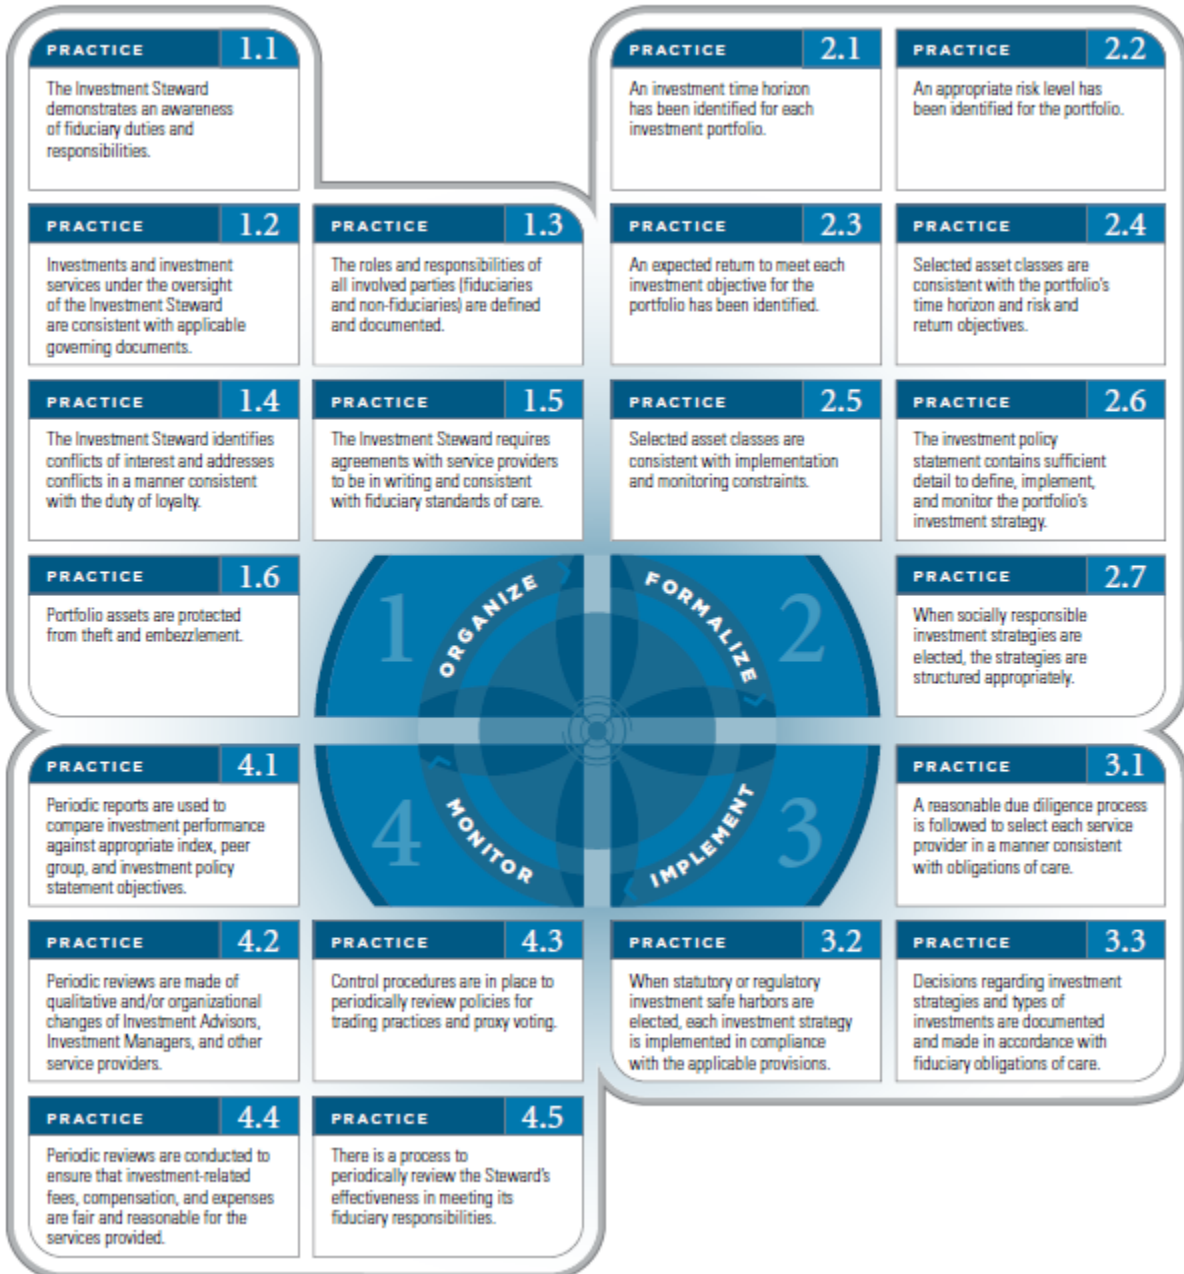 PRACTICE 1.1
The Investment Steward
demonstrates an awareness
of fiduciary duties and
responsibilities.
PRACTICE 1.2
Investments and investment
services under the oversight
of the Investment Steward
are consistent with applicable
governing documents.
PRACTICE 1.3
The roles and responsibilities of
all involved parties (fiduciaries
and non-fiduciaries) are defined
and documented.
PRACTICE 1.4
The Investment Steward identifies
conflicts of interest and addresses
conflicts in a manner consistent
with the duty of loyalty.
PRACTICE 1.5
The Investment Steward requires
agreements with service providers
to be in writing and consistent
with fiduciary standards of care.
PRACTICE 1.6
Portfolio assets are protected
from theft and embezzlement.
1
ORGANIZE
PRACTICE 2.1
An investment time horizon
has been identified for each
investment portfolio.
PRACTICE 2.2
An appropriate risk level has
been identified for the portfolio.
PRACTICE 2.3
An expected return to meet each
investment objective for the
portfolio has been identified.
PRACTICE 2.4
Selected asset classes are
consistent with the portfolio's
time horizon and risk and
return objectives.
PRACTICE 2.5
Selected asset classes are
consistent with implementation
and monitoring constraints.
PRACTICE 2.6
The investment policy
statement contains sufficient
detail to define, implement,
and monitor the portfolio's
investment strategy.
FORMALIZE
2
PRACTICE 2.7
When socially responsible
investment strategies are
elected, the strategies are
structured appropriately.
IMPLEMENT
3
PRACTICE 3.1
A reasonable due diligence process
is followed to select each service
provider in a manner consistent
with obligations of care.
PRACTICE 3.2
When statutory or regulatory
investment safe harbors are
elected, each investment strategy
is implemented in compliance
with the applicable provisions.
PRACTICE 3.3
Decisions regarding investment
strategies and types of
investments are documented
and made in accordance with
fiduciary obligations of care.
PRACTICE 4.1
Periodic reports are used to
compare investment performance
against appropriate index, peer
group, and investment policy
statement objectives.
4
MONITOR
PRACTICE 4.2
Periodic reviews are made of
qualitative and/or organizational
changes of Investment Advisors,
Investment Managers, and other
service providers.
PRACTICE 4.3
Control procedures are in place to
periodically review policies for
trading practices and proxy voting.
PRACTICE 4.4
Periodic reviews are conducted to
ensure that investment-related
fees, compensation, and expenses
are fair and reasonable for the
services provided.
PRACTICE 4.5
There is a process to
periodically review the Steward's
effectiveness in meeting its
fiduciary responsibilities.